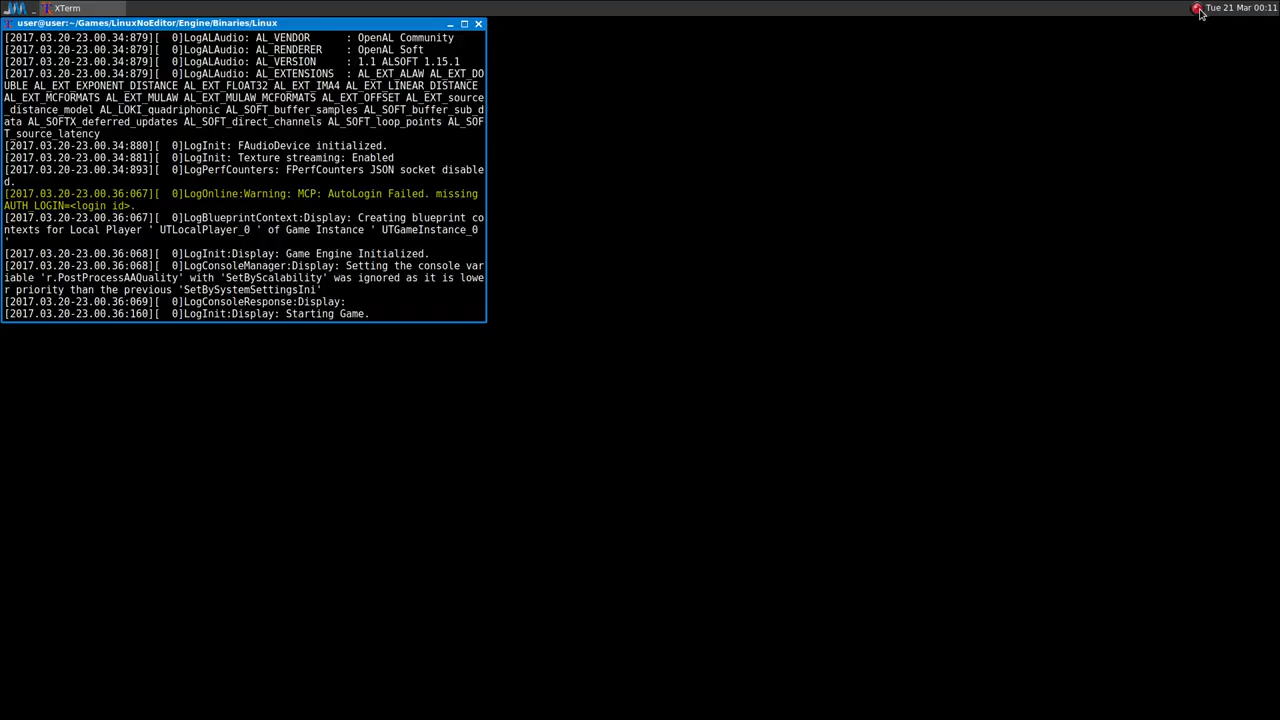 XTerm
Tue 21 Mar 00:11
user@user:~/Games/LinuxNoEditor/Engine/Binaries/Linux
[2017.03.20-23.00.34:879][  0]LogALAudio: AL_VENDOR      : OpenAL Community
[2017.03.20-23.00.34:879][  0]LogALAudio: AL_RENDERER    : OpenAL Soft
[2017.03.20-23.00.34:879][  0]LogALAudio: AL_VERSION     : 1.1 ALSOFT 1.15.1
[2017.03.20-23.00.34:879][  0]LogALAudio: AL_EXTENSIONS  : AL_EXT_ALAW AL_EXT_DO
UBLE AL_EXT_EXPONENT_DISTANCE AL_EXT_FLOAT32 AL_EXT_IMA4 AL_EXT_LINEAR_DISTANCE
AL_EXT_MCFORMATS AL_EXT_MULAW AL_EXT_MULAW_MCFORMATS AL_EXT_OFFSET AL_EXT_source
_distance_model AL_LOKI_quadriphonic AL_SOFT_buffer_samples AL_SOFT_buffer_sub_d
ata AL_SOFTX_deferred_updates AL_SOFT_direct_channels AL_SOFT_loop_points AL_SOF
T_source_latency
[2017.03.20-23.00.34:880][  0]LogInit: FAudioDevice initialized.
[2017.03.20-23.00.34:881][  0]LogInit: Texture streaming: Enabled
[2017.03.20-23.00.34:893][  0]LogPerfCounters: FPerfCounters JSON socket disable
d.
[2017.03.20-23.00.36:067][  0]LogOnline:Warning: MCP: AutoLogin Failed. missing
AUTH_LOGIN=<login id>.
[2017.03.20-23.00.36:067][  0]LogBlueprintContext:Display: Creating blueprint co
ntexts for Local Player ' UTLocalPlayer_0 ' of Game Instance ' UTGameInstance_0
'
[2017.03.20-23.00.36:068][  0]LogInit:Display: Game Engine Initialized.
[2017.03.20-23.00.36:068][  0]LogConsoleManager:Display: Setting the console var
iable 'r.PostProcessAAQuality' with 'SetByScalability' was ignored as it is lowe
r priority than the previous 'SetBySystemSettingsIni'
[2017.03.20-23.00.36:069][  0]LogConsoleResponse:Display:
[2017.03.20-23.00.36:160][  0]LogInit:Display: Starting Game.